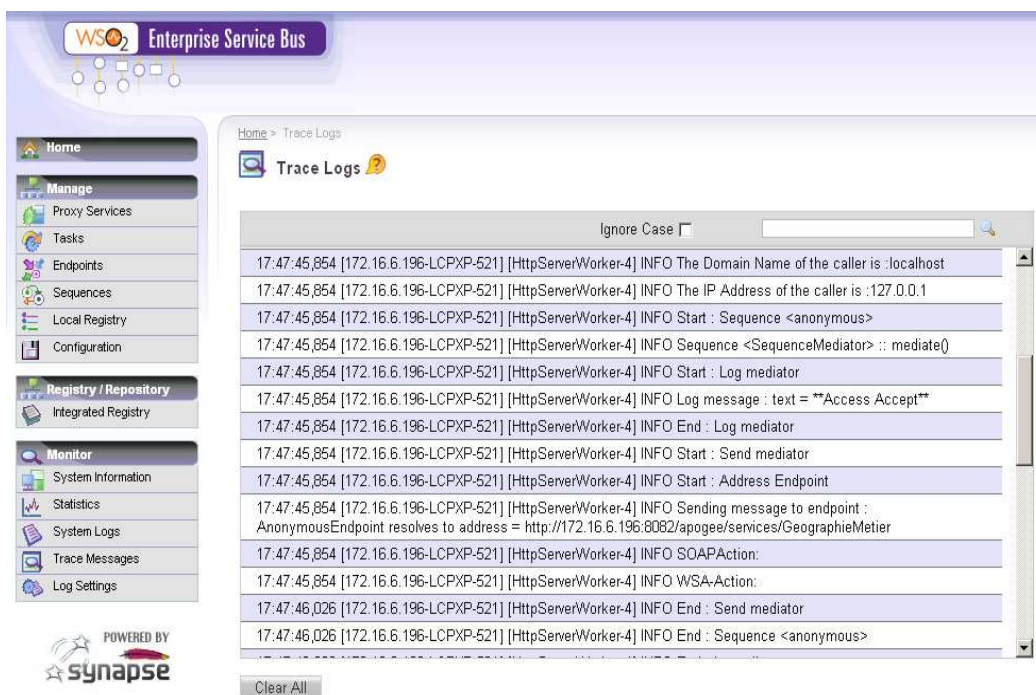 WSO2 Enterprise Service Bus
Home > Trace Logs
Trace Logs
Home
Manage
Proxy Services
Tasks
Endpoints
Sequences
Local Registry
Configuration
Registry / Repository
Integrated Registry
Monitor
System Information
Statistics
System Logs
Trace Messages
Log Settings
POWERED BY
synapse
Ignore Case
17:47:45,854 [172.16.6.196-LCPXP-521] [HttpServerWorker-4] INFO The Domain Name of the caller is :localhost
17:47:45,854 [172.16.6.196-LCPXP-521] [HttpServerWorker-4] INFO The IP Address of the caller is :127.0.0.1
17:47:45,854 [172.16.6.196-LCPXP-521] [HttpServerWorker-4] INFO Start : Sequence <anonymous>
17:47:45,854 [172.16.6.196-LCPXP-521] [HttpServerWorker-4] INFO Sequence <SequenceMediator> :: mediate()
17:47:45,854 [172.16.6.196-LCPXP-521] [HttpServerWorker-4] INFO Start : Log mediator
17:47:45,854 [172.16.6.196-LCPXP-521] [HttpServerWorker-4] INFO Log message : text = **Access Accept**
17:47:45,854 [172.16.6.196-LCPXP-521] [HttpServerWorker-4] INFO End : Log mediator
17:47:45,854 [172.16.6.196-LCPXP-521] [HttpServerWorker-4] INFO Start : Send mediator
17:47:45,854 [172.16.6.196-LCPXP-521] [HttpServerWorker-4] INFO Start : Address Endpoint
17:47:45,854 [172.16.6.196-LCPXP-521] [HttpServerWorker-4] INFO Sending message to endpoint :
AnonymousEndpoint resolves to address = http://172.16.6.196:8082/apogee/services/GeographieMetier
17:47:45,854 [172.16.6.196-LCPXP-521] [HttpServerWorker-4] INFO SOAPAction:
17:47:45,854 [172.16.6.196-LCPXP-521] [HttpServerWorker-4] INFO WSA-Action:
17:47:46,026 [172.16.6.196-LCPXP-521] [HttpServerWorker-4] INFO End : Send mediator
17:47:46,026 [172.16.6.196-LCPXP-521] [HttpServerWorker-4] INFO End : Sequence <anonymous>
Clear All